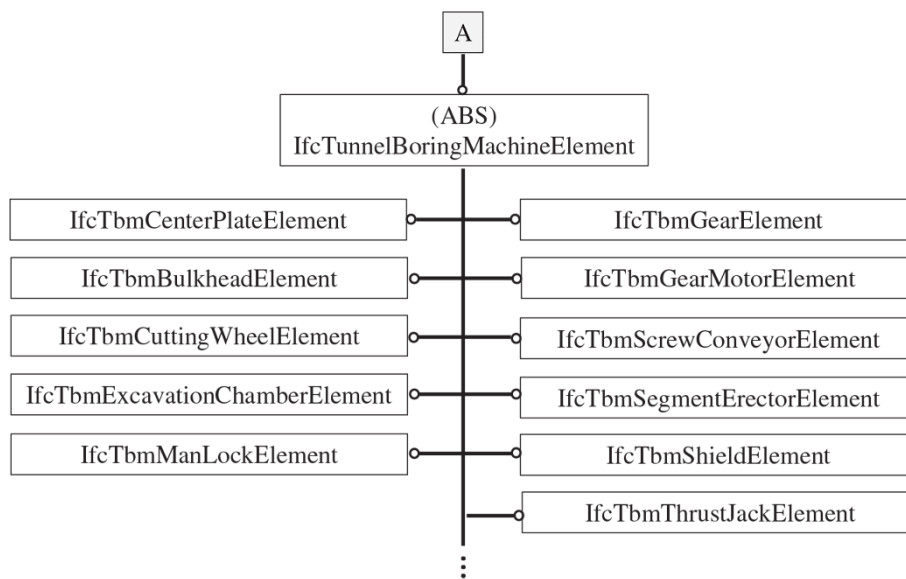 A
(ABS)
IfcTunnelBoringMachineElement
IfcTbmCenterPlateElement
IfcTbmGearElement
IfcTbmBulkheadElement
IfcTbmGearMotorElement
IfcTbmCuttingWheelElement
IfcTbmScrewConveyorElement
IfcTbmExcavationChamberElement
IfcTbmSegmentErectorElement
IfcTbmManLockElement
IfcTbmShieldElement
IfcTbmThrustJackElement